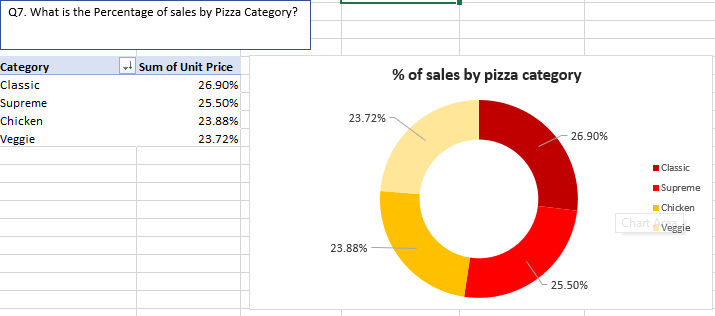 Q7. What is the Percentage of sales by Pizza Category?
Category Sum of Unit Price
Classic 26.90%
Supreme 25.50%
Chicken 23.88%
Veggie 23.72%
% of sales by pizza category
23.72%
26.90%
23.88%
25.50%
Classic
Supreme
Chicken
Chart Area
Veggie